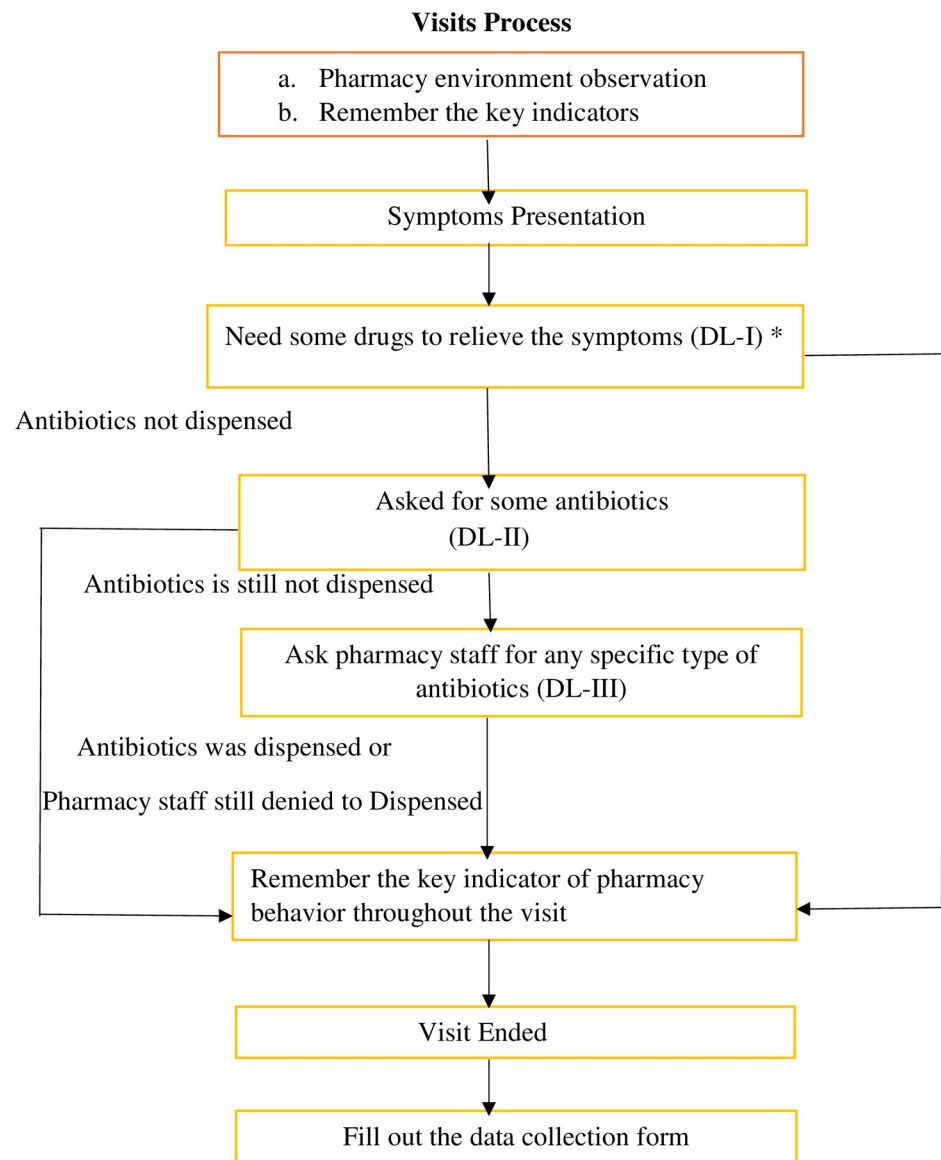 Visits Process
a. Pharmacy environment observation
b. Remember the key indicators
Symptoms Presentation
Need some drugs to relieve the symptoms (DL-I) *
Antibiotics not dispensed
Asked for some antibiotics
(DL-II)
Antibiotics is still not dispensed
Ask pharmacy staff for any specific type of
antibiotics (DL-III)
Antibiotics was dispensed or
Pharmacy staff still denied to Dispensed
Remember the key indicator of pharmacy
behavior throughout the visit
Visit Ended
Fill out the data collection form